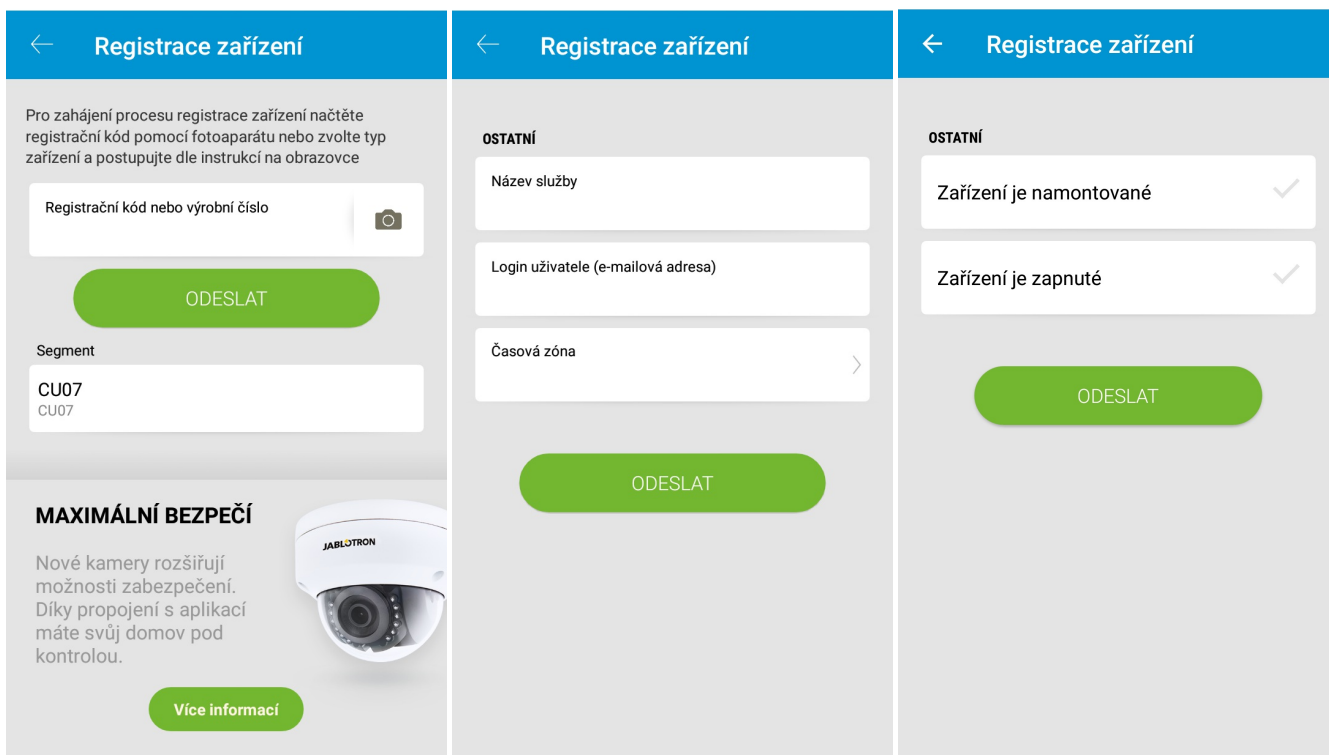 Registrace zařízení
Pro zahájení procesu registrace zařízení načtěte
registrační kód pomocí fotoaparátu nebo zvolte typ
zařízení a postupujte dle instrukcí na obrazovce
Registrační kód nebo výrobní číslo
ODESLAT
Segment
CU07
CU07
MAXIMÁLNÍ BEZPEČÍ
JABLOTRON
Nové kamery rozšiřují
možnosti zabezpečení.
Díky propojení s aplikací
máte svůj domov pod
kontrolou.
Více informací
Registrace zařízení
OSTATNÍ
Název služby
Login uživatele (e-mailová adresa)
Časová zóna
ODESLAT
Registrace zařízení
OSTATNÍ
Zařízení je namontované
Zařízení je zapnuté
ODESLAT